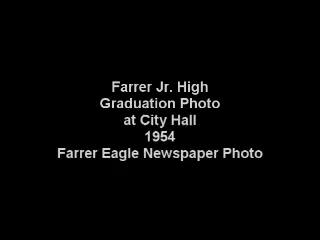 Farrer Jr. High
Graduation Photo
at City Hall
1954
Farrer Eagle Newspaper Photo